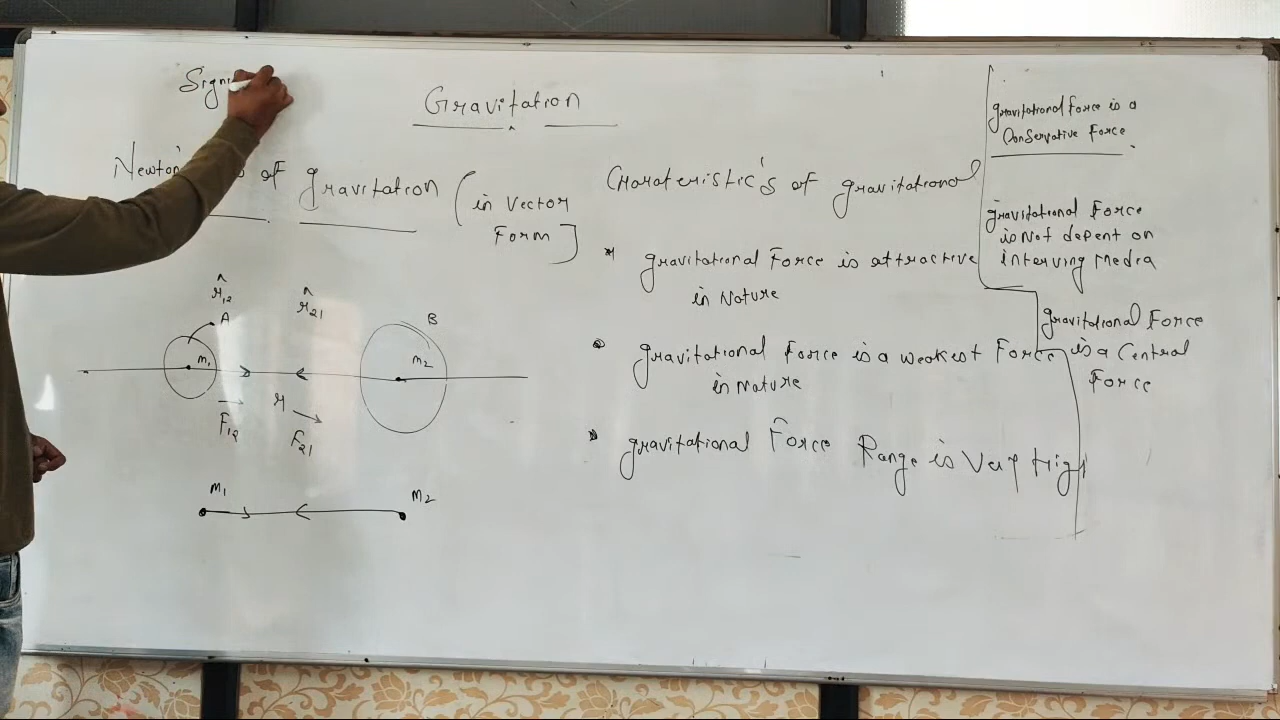 Sign
Gravitation
Newton's of gravitation (in vector
Form]
r̂12
r̂21
A
B
m1
m2
r
F12
F21
m1
m2
Charateristic's of gravitational
* gravitational Force is attractive
in Nature
gravitational Force is a weakest Force
in Nature
gravitational Force Range is Very High
gravitational Force is a
Conservative Force
gravitational Force
is Not depent on
interving media
gravitational Force
is a Central
Force